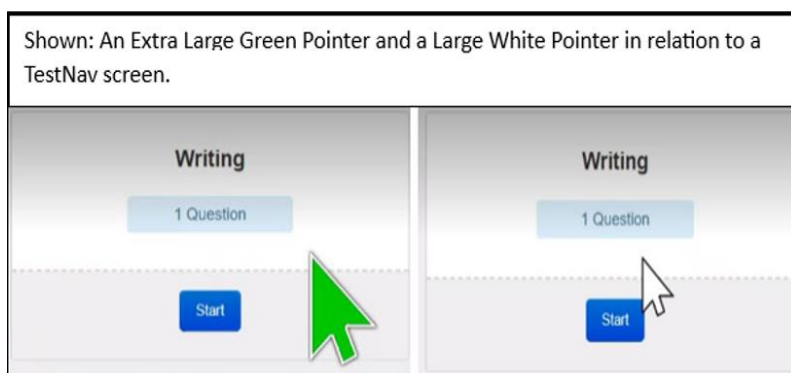 Shown: An Extra Large Green Pointer and a Large White Pointer in relation to a
TestNav screen.
Writing
1 Question
Start
Writing
1 Question
Start